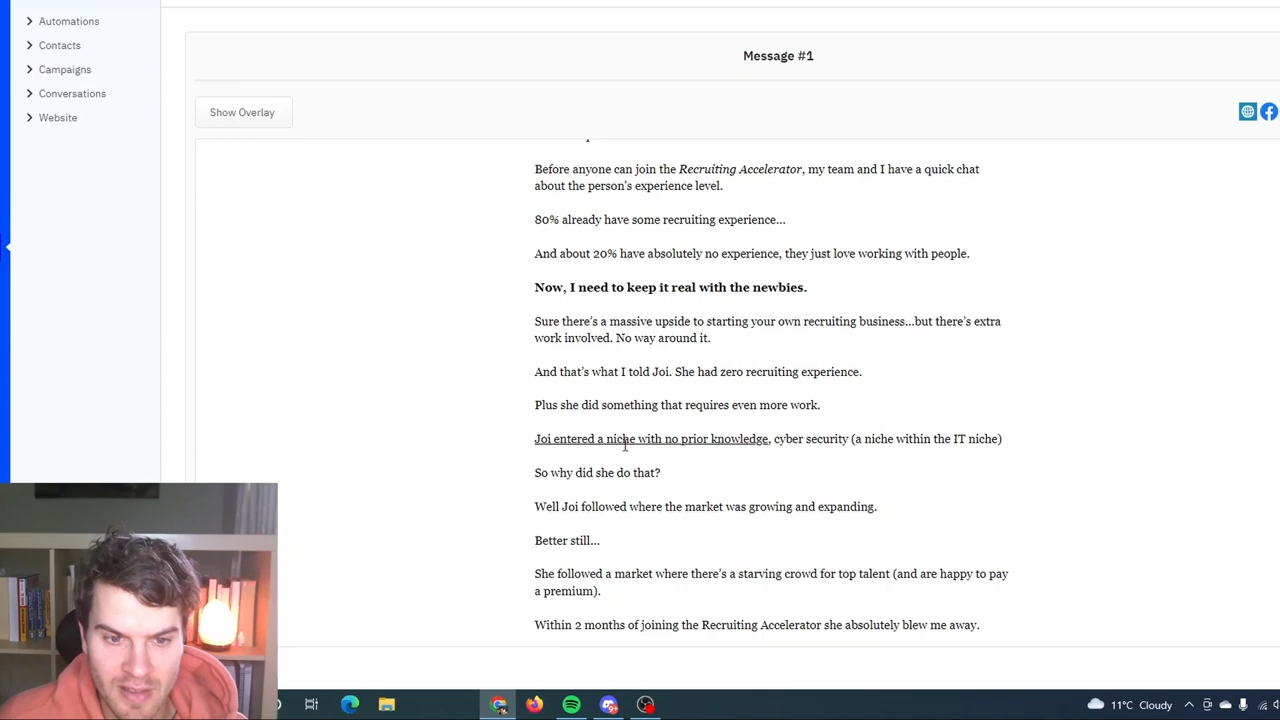 Automations
Contacts
Campaigns
Conversations
Website
Message #1
Show Overlay
Before anyone can join the Recruiting Accelerator, my team and I have a quick chat
about the person's experience level.
80% already have some recruiting experience...
And about 20% have absolutely no experience, they just love working with people.
Now, I need to keep it real with the newbies.
Sure there's a massive upside to starting your own recruiting business...but there's extra
work involved. No way around it.
And that's what I told Joi. She had zero recruiting experience.
Plus she did something that requires even more work.
Joi entered a niche with no prior knowledge, cyber security (a niche within the IT niche)
So why did she do that?
Well Joi followed where the market was growing and expanding.
Better still...
She followed a market where there's a starving crowd for top talent (and are happy to pay
a premium).
Within 2 months of joining the Recruiting Accelerator she absolutely blew me away.
11°C Cloudy